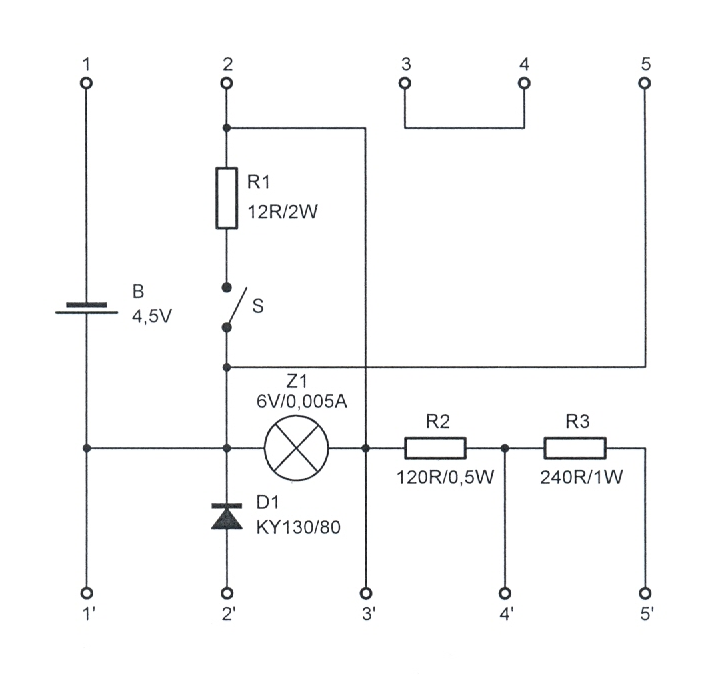 1 2 3 4 5
R1
12R/2W
B
4,5V
S
Z1
6V/0,005A
R2 R3
120R/0,5W 240R/1W
D1
KY130/80
1' 2' 3' 4' 5'